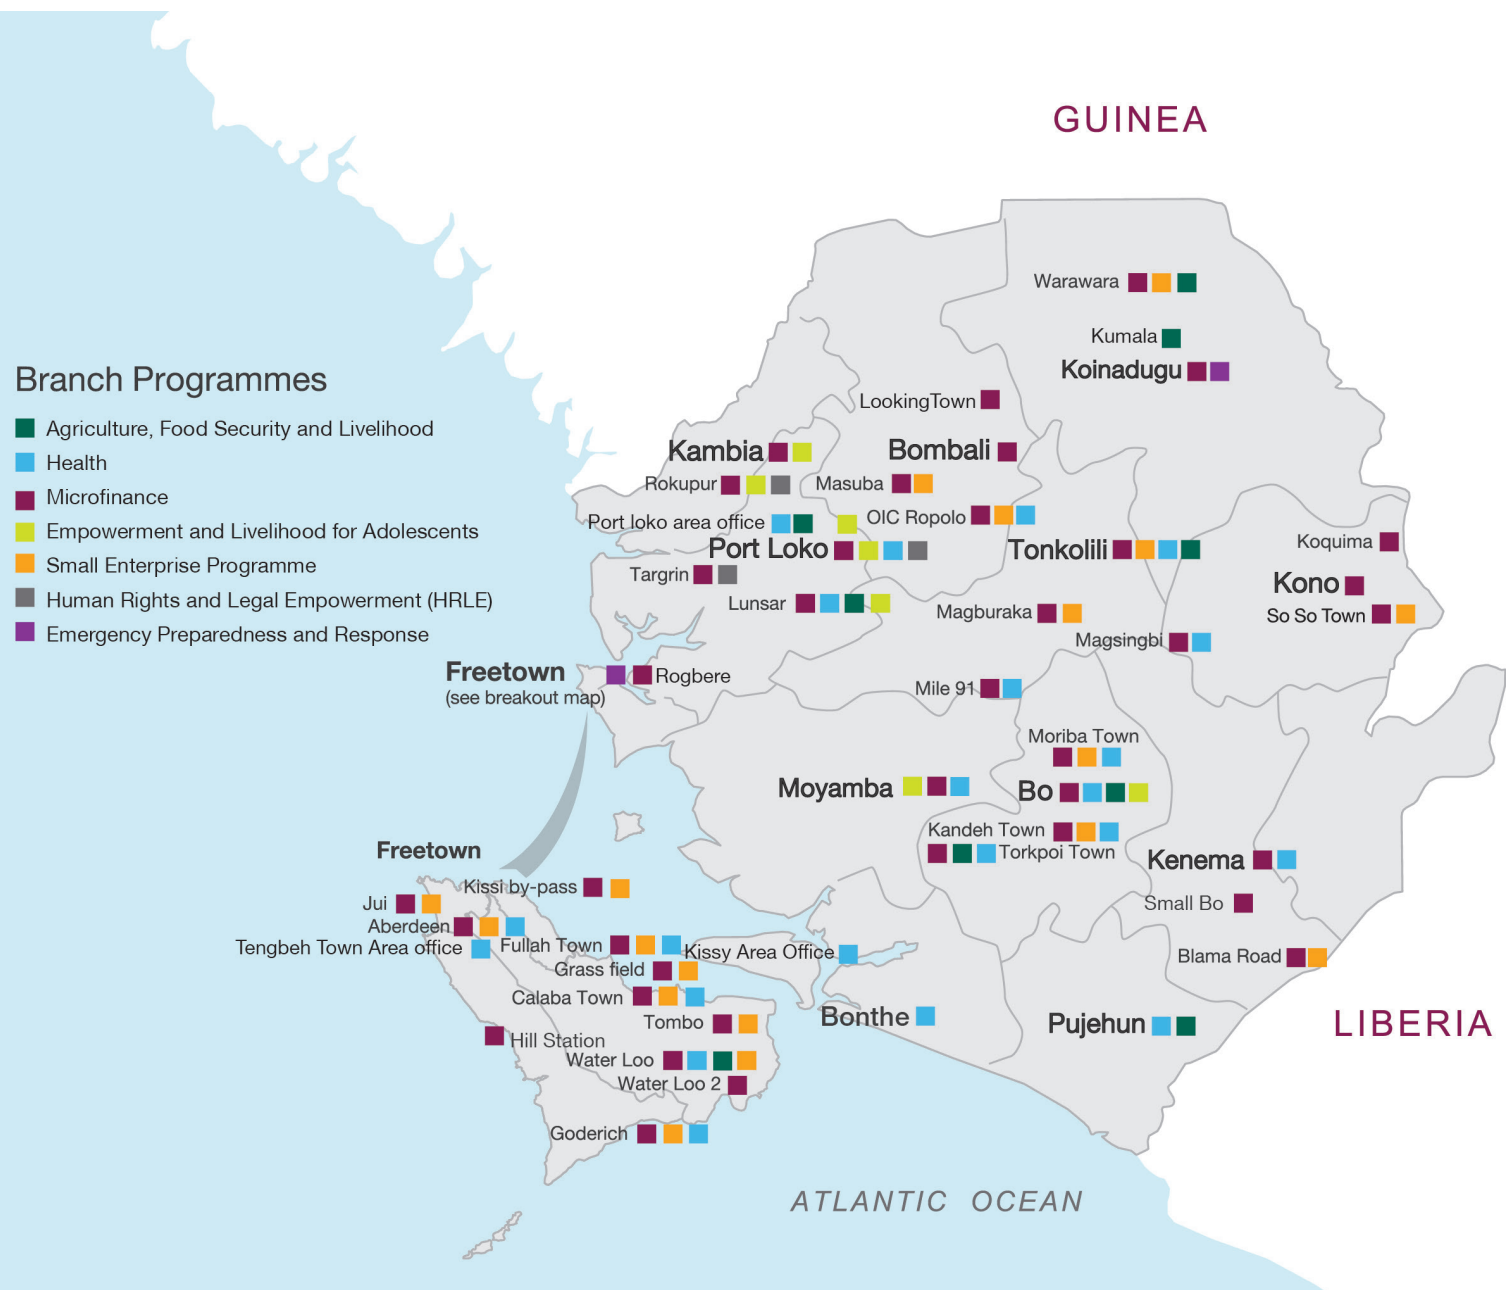 GUINEA
Warawara
Kumala
Koinadugu
Branch Programmes
Agriculture, Food Security and Livelihood
Health
Microfinance
Empowerment and Livelihood for Adolescents
Small Enterprise Programme
Human Rights and Legal Empowerment (HRLE)
Emergency Preparedness and Response
LookingTown
Kambia
Bombali
Rokupur
Masuba
Port loko area office
OIC Ropolo
Port Loko
Tonkolili
Koquima
Targrin
Kono
Lunsar
Magburaka
So So Town
Magsingbi
Freetown
(see breakout map)
Rogbere
Mile 91
Moriba Town
Moyamba
Bo
Kandeh Town
Torkpoi Town
Kenema
Small Bo
Blama Road
Freetown
Kissi by-pass
Jui
Aberdeen
Tengbeh Town Area office
Fullah Town
Kissy Area Office
Grass field
Calaba Town
Bonthe
Pujehun
LIBERIA
Tombo
Hill Station
Water Loo
Water Loo 2
Goderich
ATLANTIC OCEAN